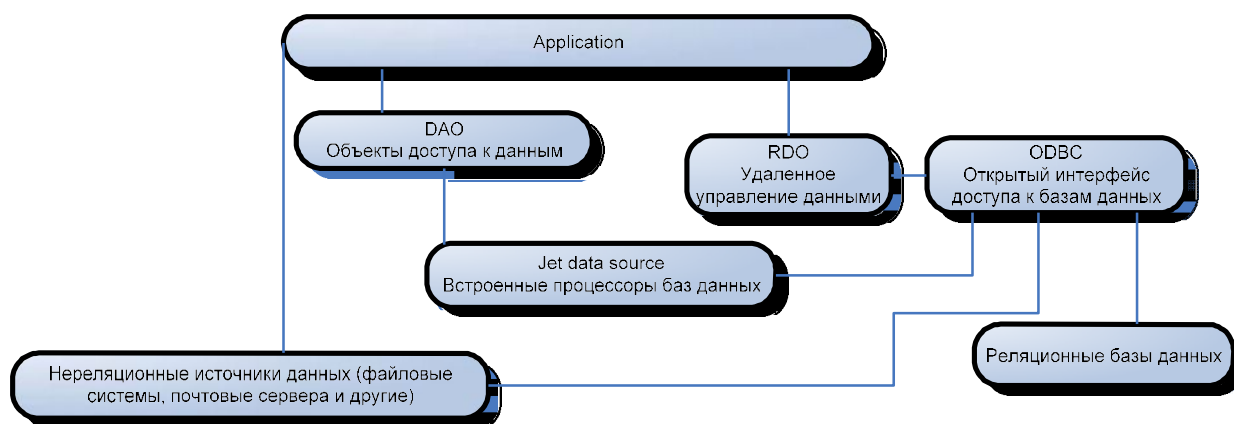 Application
DAO
Объекты доступа к данным
RDO
Удаленное
управление данными
ODBC
Открытый интерфейс
доступа к базам данных
Jet data source
Встроенные процессоры баз данных
Реляционные базы данных
Нереляционные источники данных (файловые
системы, почтовые сервера и другие)